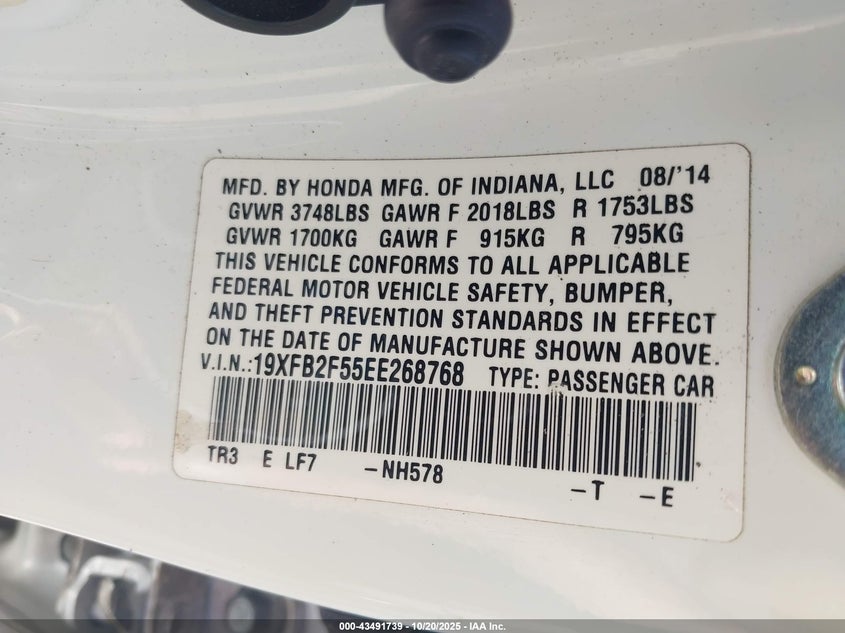 MFD. BY HONDA MFG. OF INDIANA, LLC 08/'14
GVWR 3748LBS GAWR F 2018LBS R 1753LBS
GVWR 1700KG GAWR F 915KG R 795KG
THIS VEHICLE CONFORMS TO ALL APPLICABLE
FEDERAL MOTOR VEHICLE SAFETY, BUMPER,
AND THEFT PREVENTION STANDARDS IN EFFECT
ON THE DATE OF MANUFACTURE SHOWN ABOVE.
V.I.N.:19XFB2F55EE268768 TYPE: PASSENGER CAR
TR3 E LF7 -NH578 -T -E
000-43491739 | 10/20/2025 - IAA Inc.